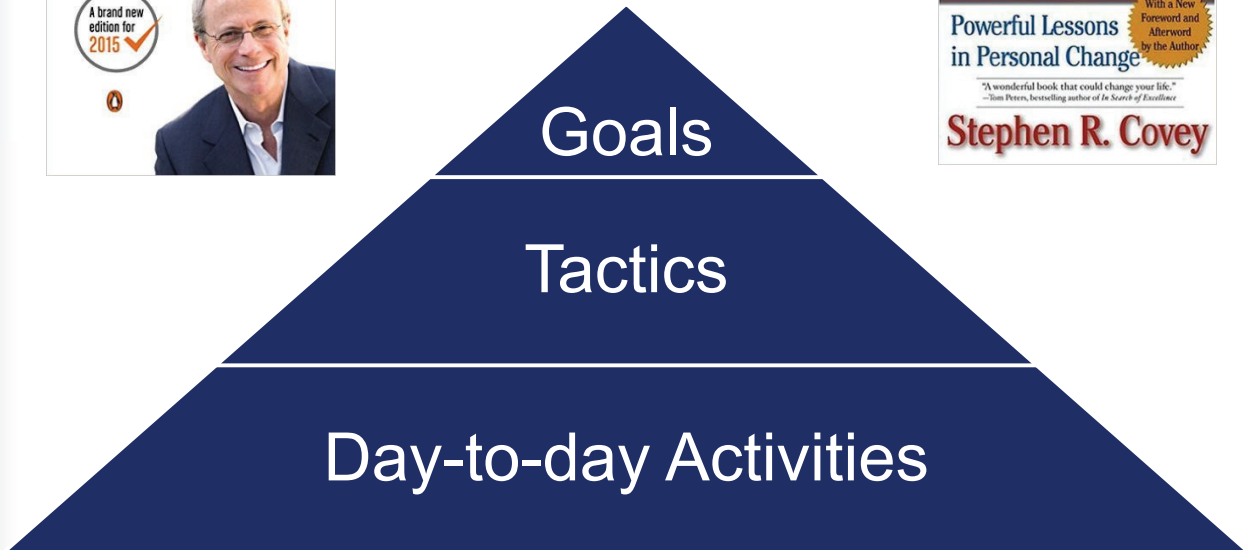 A brand new
edition for
2015
With a New
Foreword and
Afterword
by the Author
Powerful Lessons
in Personal Change
"A wonderful book that could change your life."
—Tom Peters, bestselling author of In Search of Excellence
Stephen R. Covey
Goals
Tactics
Day-to-day Activities